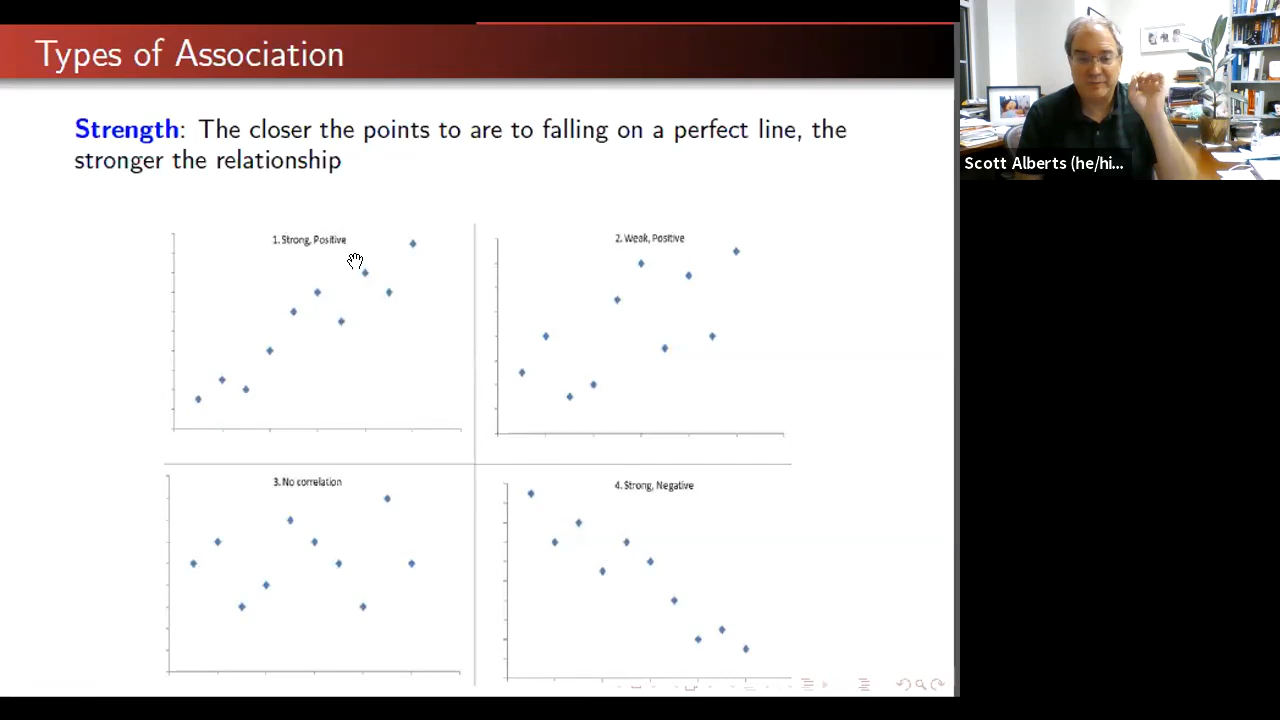 Types of Association
Strength: The closer the points to are to falling on a perfect line, the
stronger the relationship
Scott Alberts (he/hi...
1. Strong, Positive
2. Weak, Positive
3. No correlation
4. Strong, Negative